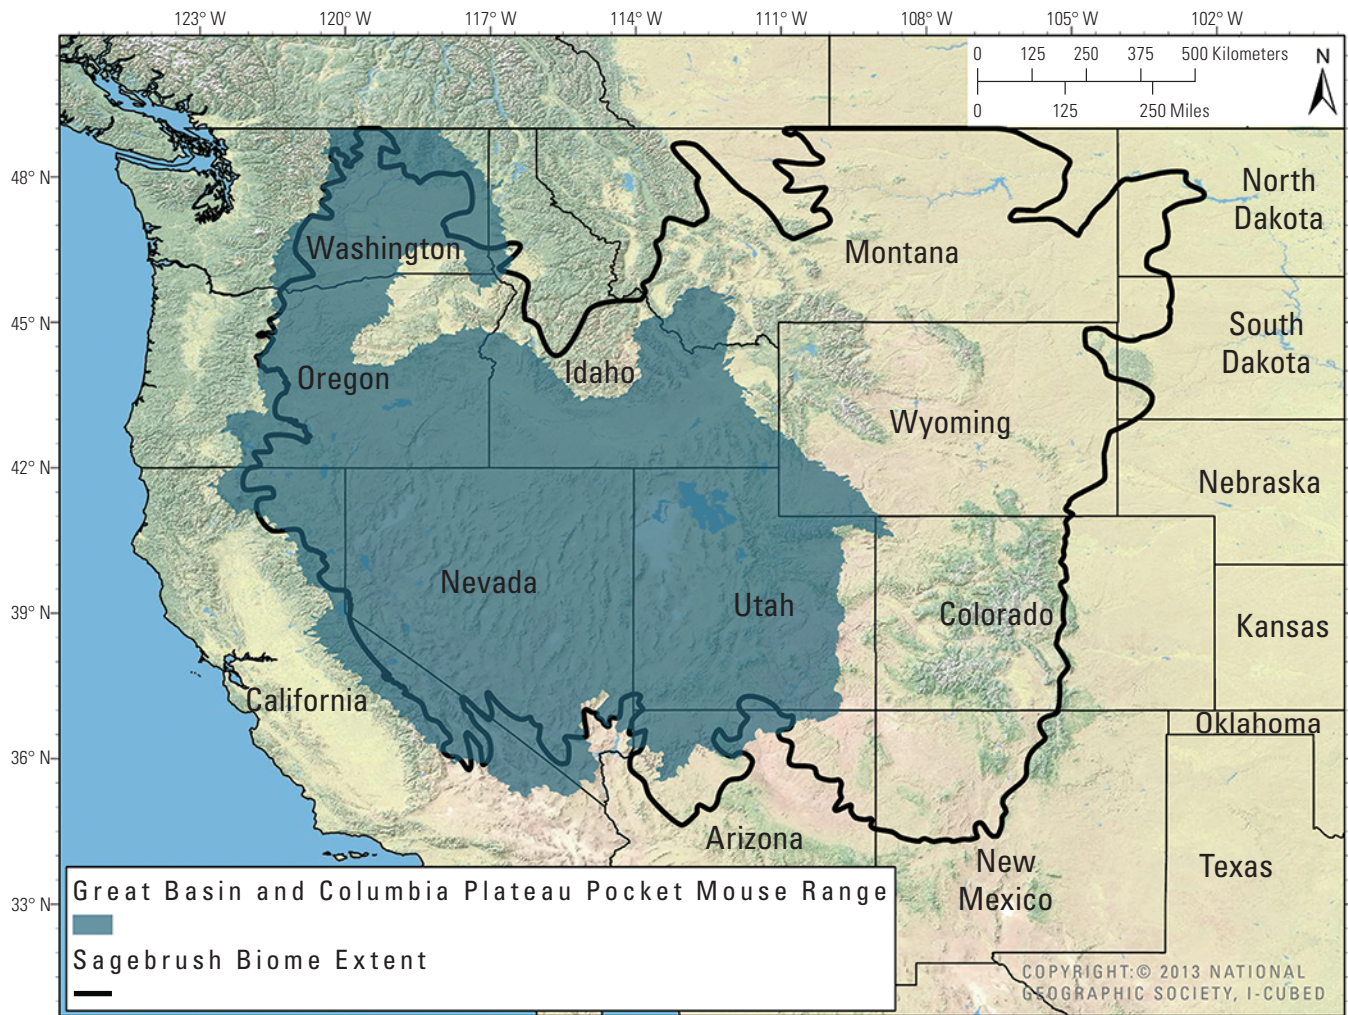 123° W 120° W 117° W 114° W 111° W 108° W 105° W 102° W
0 125 250 375 500 Kilometers
0 125 250 Miles
N
48° N
45° N
42° N
39° N
36° N
33° N
Washington
Montana
North
Dakota
South
Dakota
Oregon
Idaho
Wyoming
Nebraska
Nevada
Utah
Colorado
Kansas
California
Oklahoma
Arizona
New
Mexico
Texas
Great Basin and Columbia Plateau Pocket Mouse Range
Sagebrush Biome Extent
COPYRIGHT:© 2013 NATIONAL
GEOGRAPHIC SOCIETY, I-CUBED